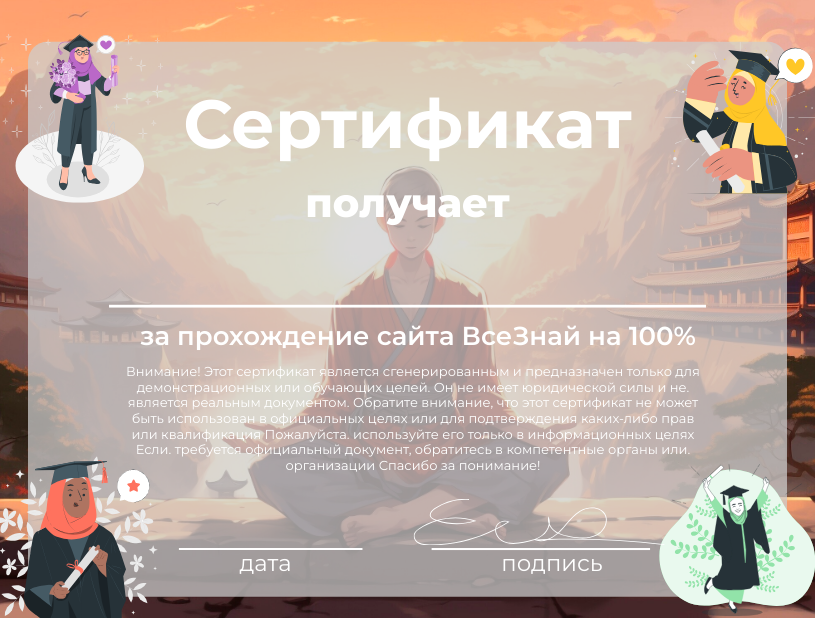 Сертификат
получает
за прохождение сайта ВсеЗнай на 100%
Внимание! Этот сертификат является сгенерированным и предназначен только для
демонстрационных или обучающих целей. Он не имеет юридической силы и не.
является реальным документом. Обратите внимание, что этот сертификат не может
быть использован в официальных целях или для подтверждения каких-либо прав
или квалификация Пожалуйста. используйте его только в информационных целях
Если. требуется официальный документ, обратитесь в компетентные органы или.
организации Спасибо за понимание!
дата
подпись